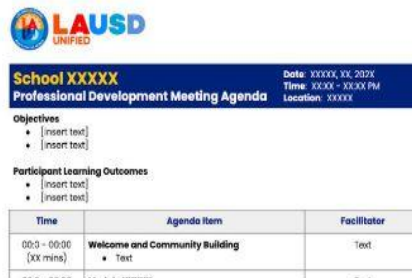 LAUSD
UNIFIED
School XXXXX
Professional Development Meeting Agenda
Date: XXXXX, XX, 202X
Time: XX:XX - XX:XX PM
Location: XXXXX
Objectives
• [insert text]
• [insert text]
Participant Learning Outcomes
• [insert text]
• [insert text]
Time Agenda Item Facilitator
00:0 - 00:00 Welcome and Community Building Text
(XX mins) • Text